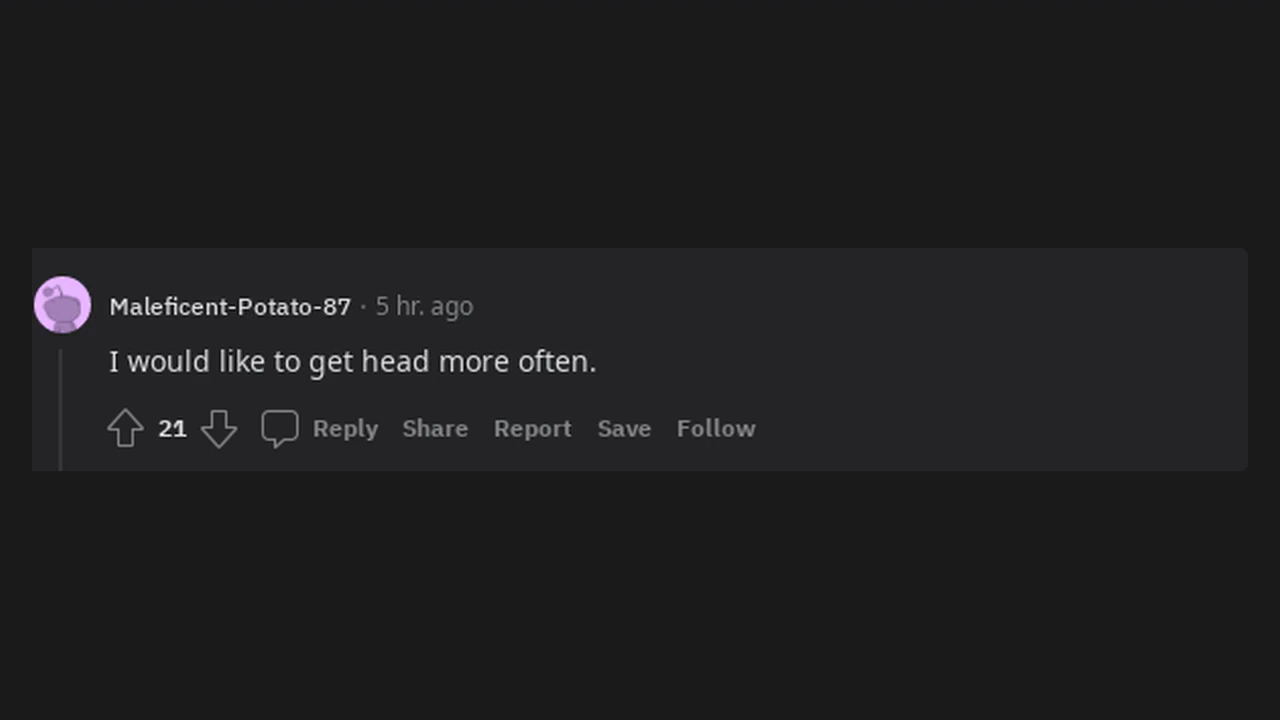 Maleficent-Potato-87 · 5 hr. ago
I would like to get head more often.
21 Reply Share Report Save Follow